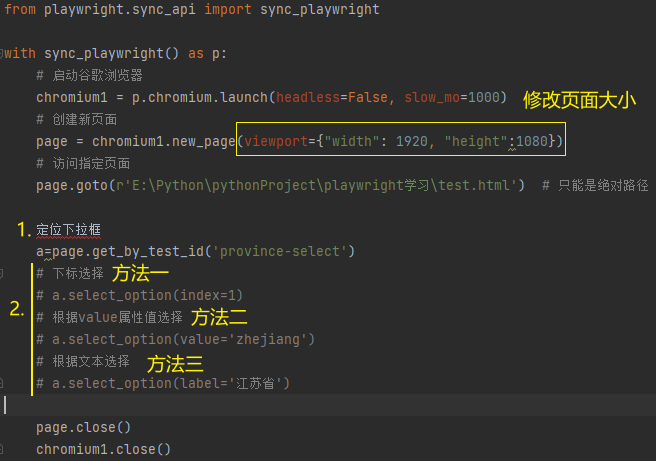 from playwright.sync_api import sync_playwright
with sync_playwright() as p:
# 启动谷歌浏览器
chromium1 = p.chromium.launch(headless=False, slow_mo=1000) 修改页面大小
# 创建新页面
page = chromium1.new_page(viewport={"width": 1920, "height":1080})
# 访问指定页面
page.goto(r'E:\Python\pythonProject\playwright学习\test.html') # 只能是绝对路径
1. 定位下拉框
a=page.get_by_test_id('province-select')
# 下标选择 方法一
2. # a.select_option(index=1)
# 根据value属性值选择 方法二
# a.select_option(value='zhejiang')
# 根据文本选择 方法三
# a.select_option(label='江苏省')
page.close()
chromium1.close()